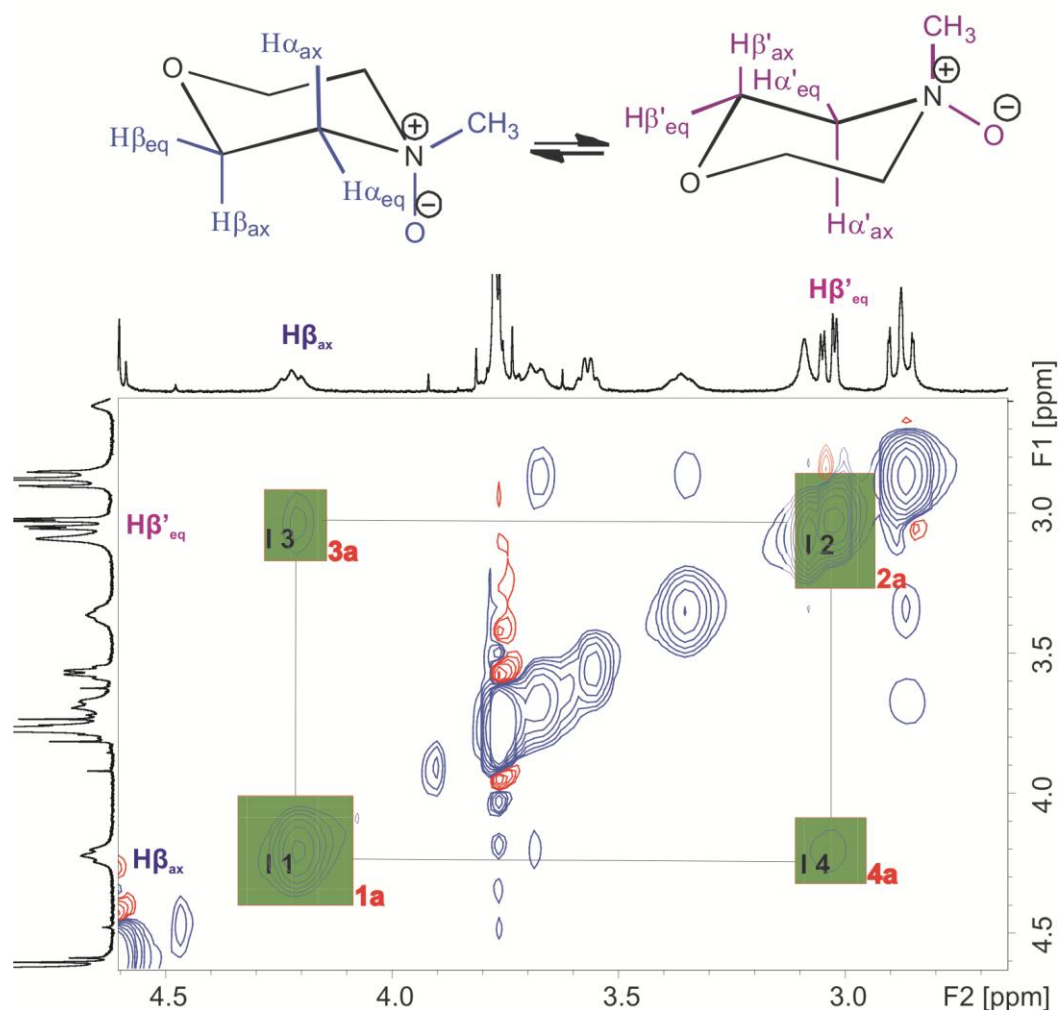 Hαax
CH3
O
Hβ'ax
Hα'eq
N
+
−
Hβeq
+
N
CH3
Hβ'eq
O
Hαeq
O
Hβax
O
−
Hα'ax
Hβax
Hβ'eq
Hβ'eq
I 3
3a
I 2
2a
3.0
3.5
4.0
Hβax
I 1
1a
I 4
4a
4.5
F1 [ppm]
4.5
4.0
3.5
3.0
F2 [ppm]